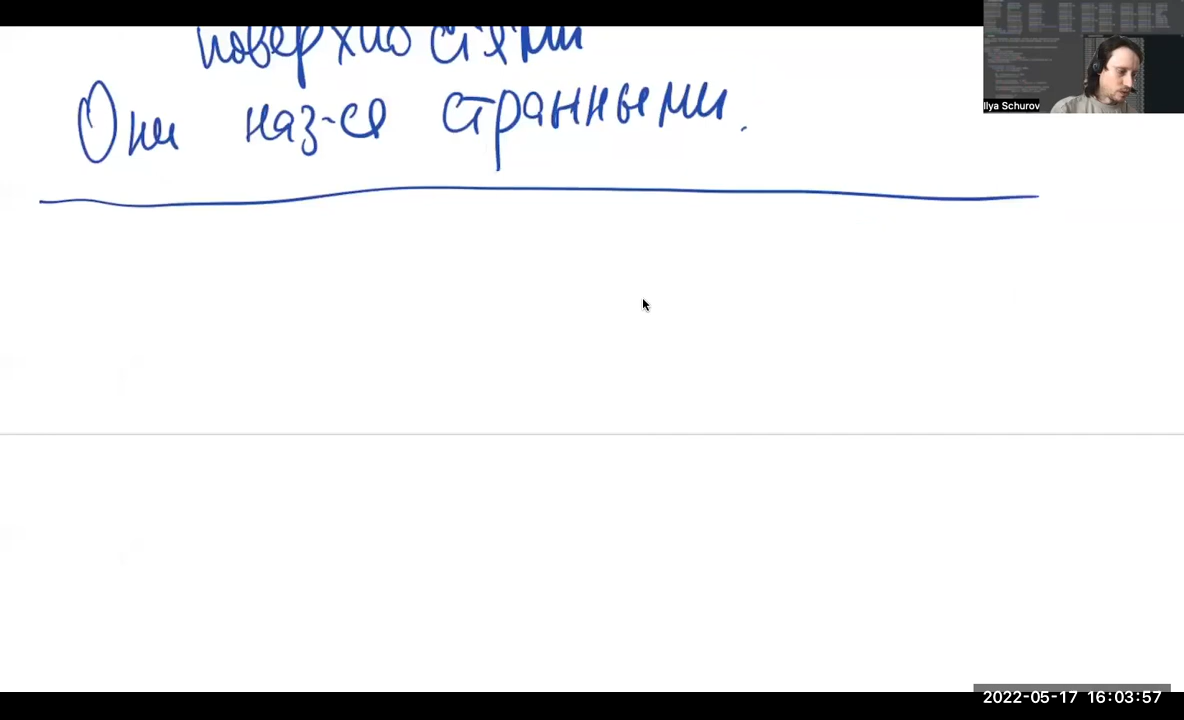 поверхностями
Они наз-ся странными.
Ilya Schurov
2022-05-17 16:03:57